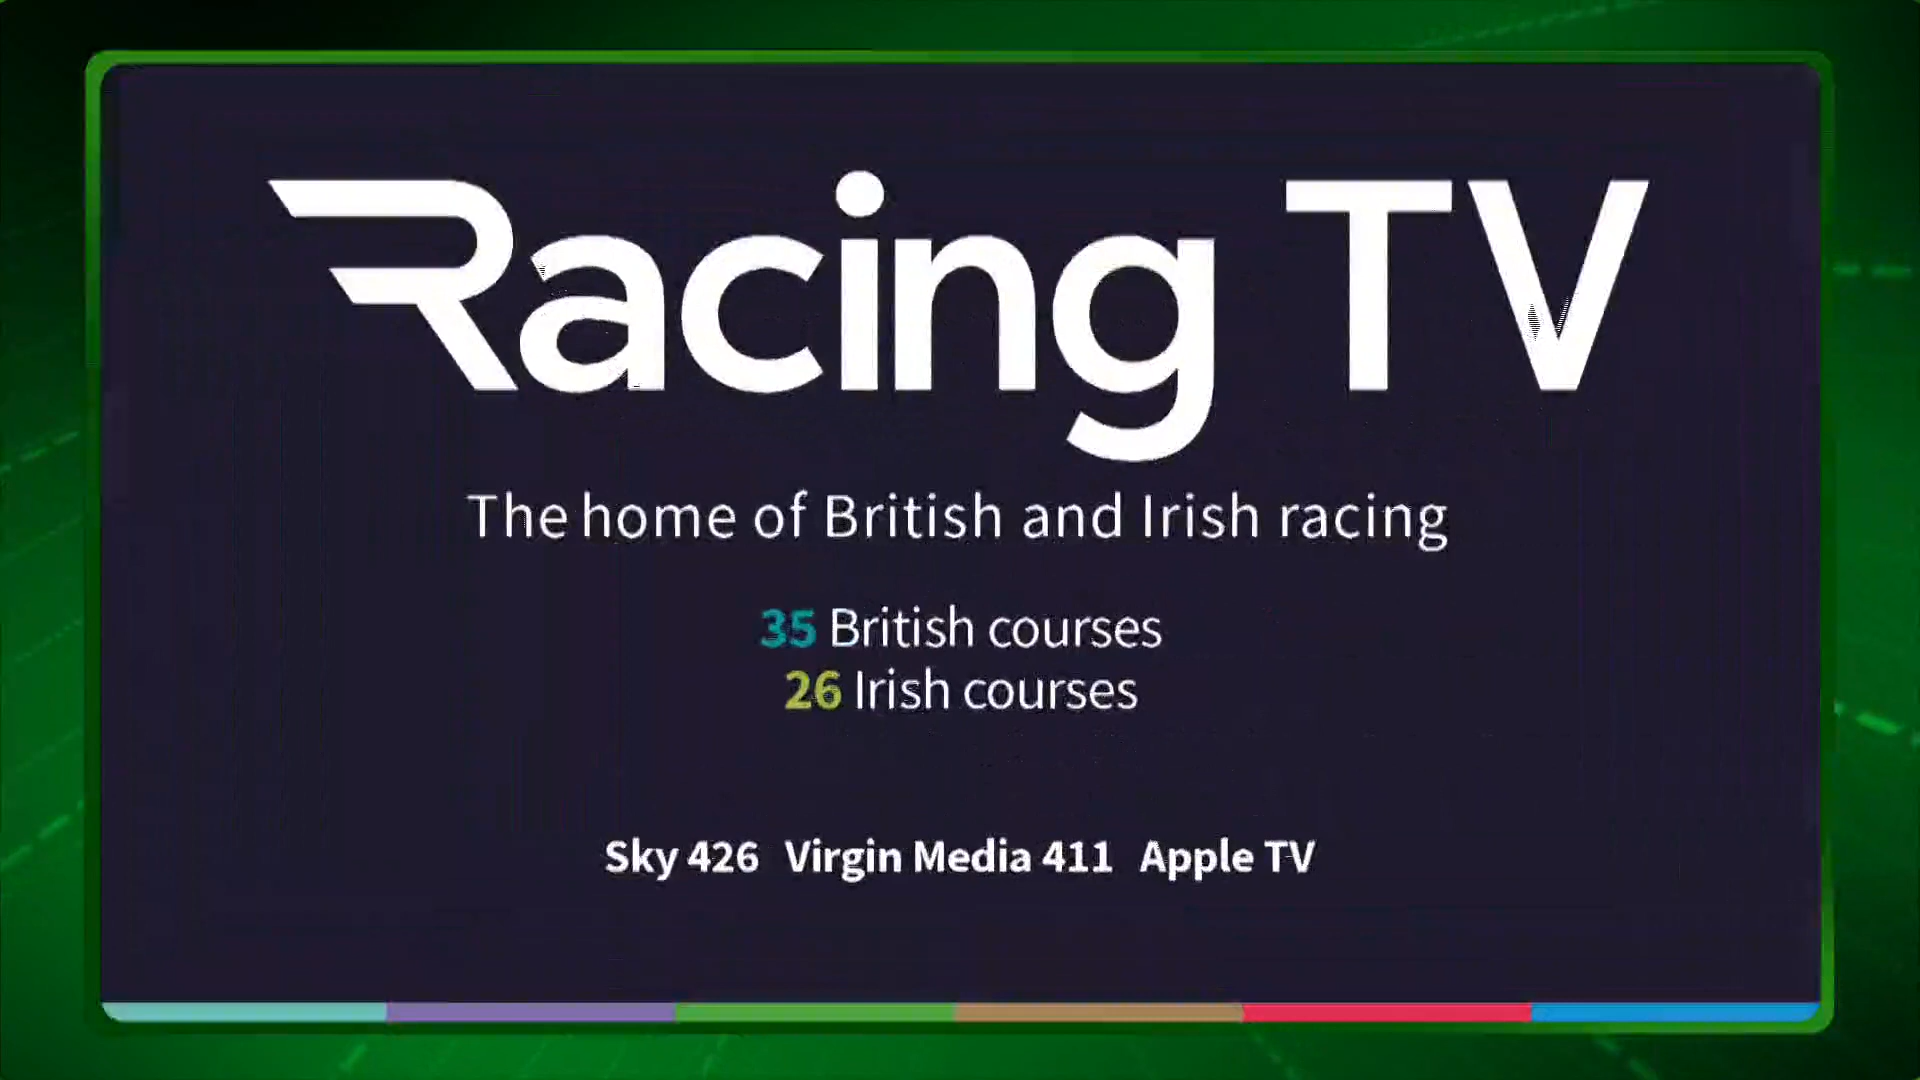 Racing TV
The home of British and Irish racing
35 British courses
26 Irish courses
Sky 426 Virgin Media 411 Apple TV